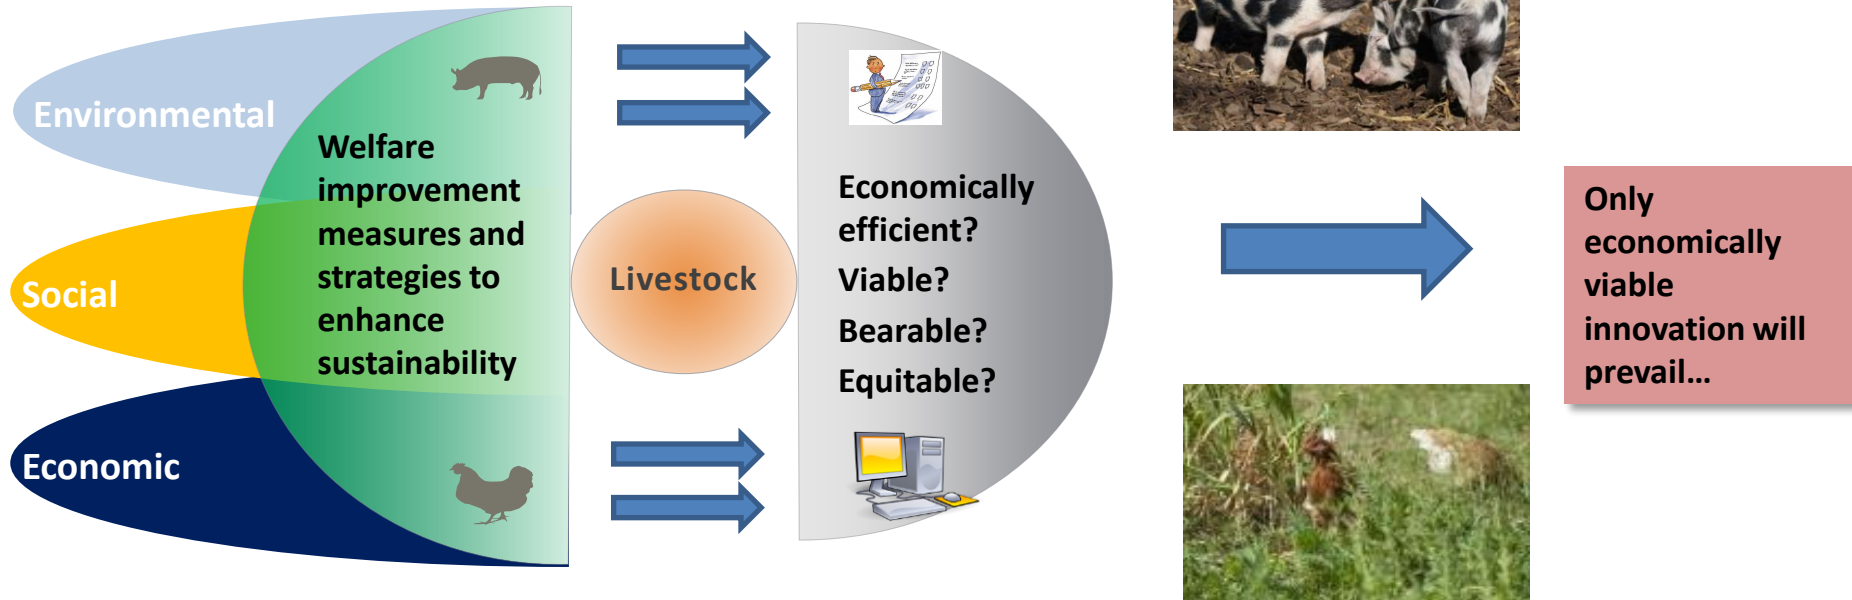 Environmental
Social
Economic
Welfare
improvement
measures and
strategies to
enhance
sustainability
Livestock
Economically
efficient?
Viable?
Bearable?
Equitable?
Only
economically
viable
innovation will
prevail…